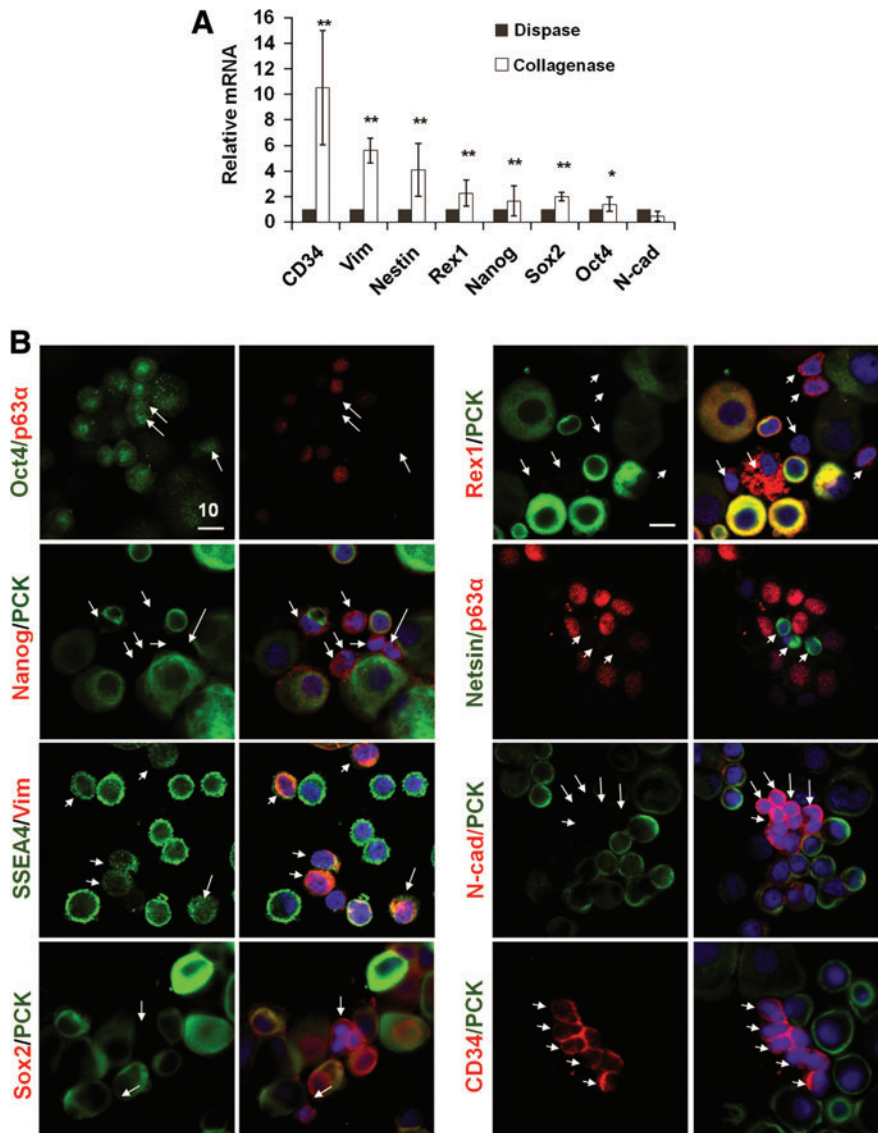 A
Relative mRNA
16
14
12
10
8
6
4
2
0
Dispase
Collagenase
**
**
**
**
**
**
*
CD34
Vim
Nestin
Rex1
Nanog
Sox2
Oct4
N-cad
B
Oct4/p63α
10
Rex1/PCK
Nanog/PCK
Netsin/p63α
SSEA4/Vim
N-cad/PCK
Sox2/PCK
CD34/PCK